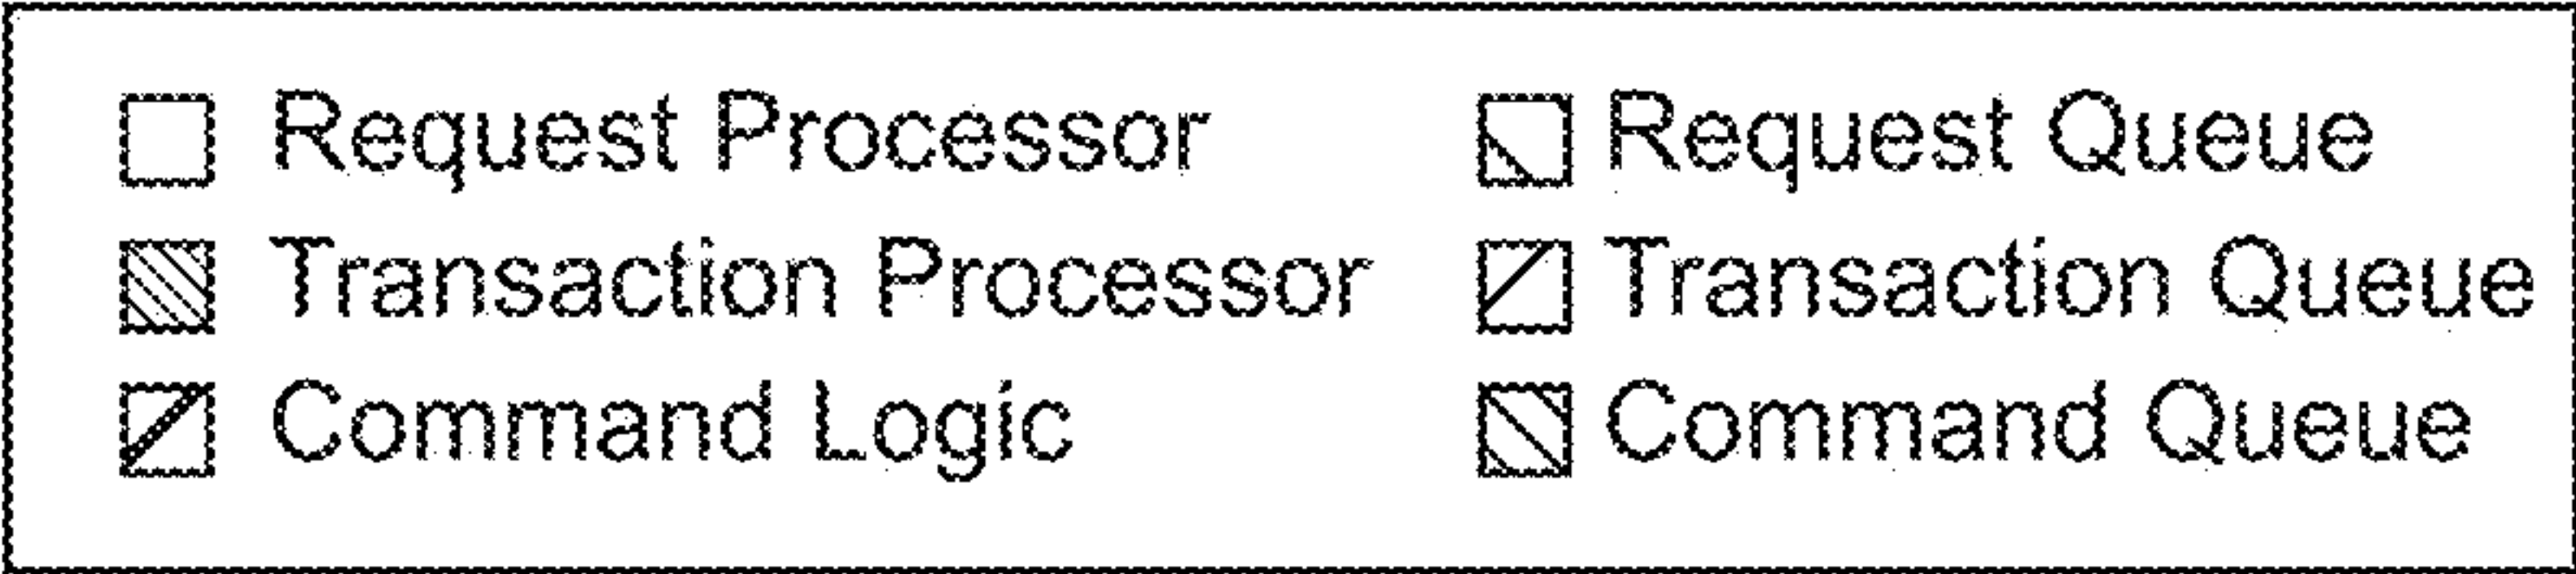 Request Processor
Request Queue
Transaction Processor
Transaction Queue
Command Logic
Command Queue